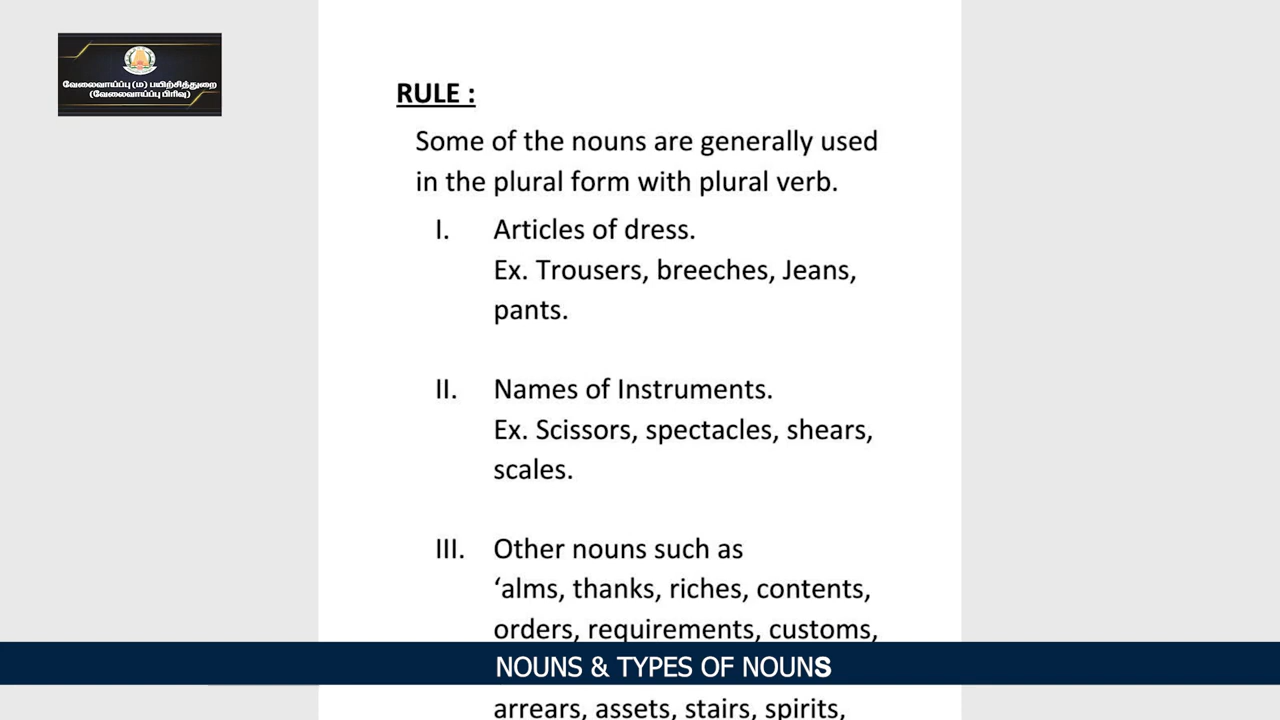 வேலைவாய்ப்பு (ம) பயிற்சித்துறை
(வேலைவாய்ப்பு பிரிவு)
RULE :
Some of the nouns are generally used
in the plural form with plural verb.
I. Articles of dress.
Ex. Trousers, breeches, Jeans,
pants.
II. Names of Instruments.
Ex. Scissors, spectacles, shears,
scales.
III. Other nouns such as
‘alms, thanks, riches, contents,
orders, requirements, customs,
NOUNS & TYPES OF NOUNS
arrears, assets, stairs, spirits,